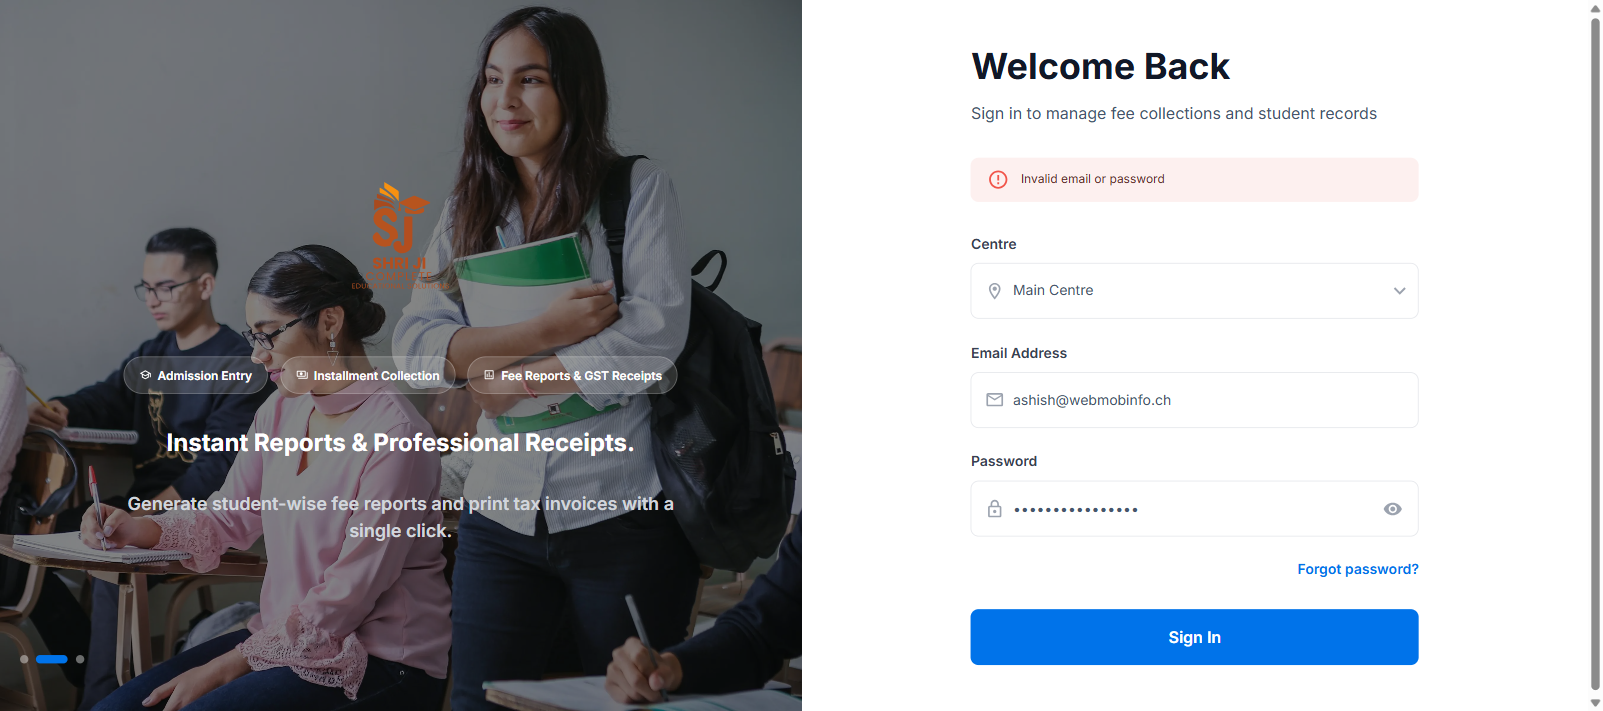 SJ
SHRI JI
Admission Entry
Installment Collection
Fee Reports & GST Receipts
Instant Reports & Professional Receipts.
Generate student-wise fee reports and print tax invoices with a
single click.
Welcome Back
Sign in to manage fee collections and student records
Invalid email or password
Centre
Main Centre
Email Address
ashish@webmobinfo.ch
Password
••••••••••••••••
Forgot password?
Sign In